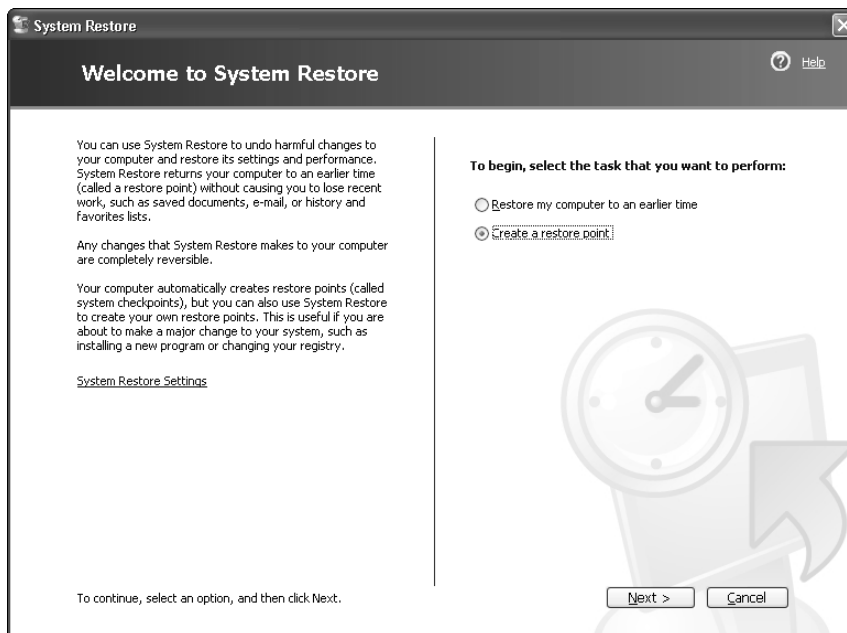 System Restore
Welcome to System Restore
Help
You can use System Restore to undo harmful changes to
your computer and restore its settings and performance.
System Restore returns your computer to an earlier time
(called a restore point) without causing you to lose recent
work, such as saved documents, e-mail, or history and
favorites lists.
Any changes that System Restore makes to your computer
are completely reversible.
Your computer automatically creates restore points (called
system checkpoints), but you can also use System Restore
to create your own restore points. This is useful if you are
about to make a major change to your system, such as
installing a new program or changing your registry.
System Restore Settings
To begin, select the task that you want to perform:
Restore my computer to an earlier time
Create a restore point
To continue, select an option, and then click Next.
Next >
Cancel